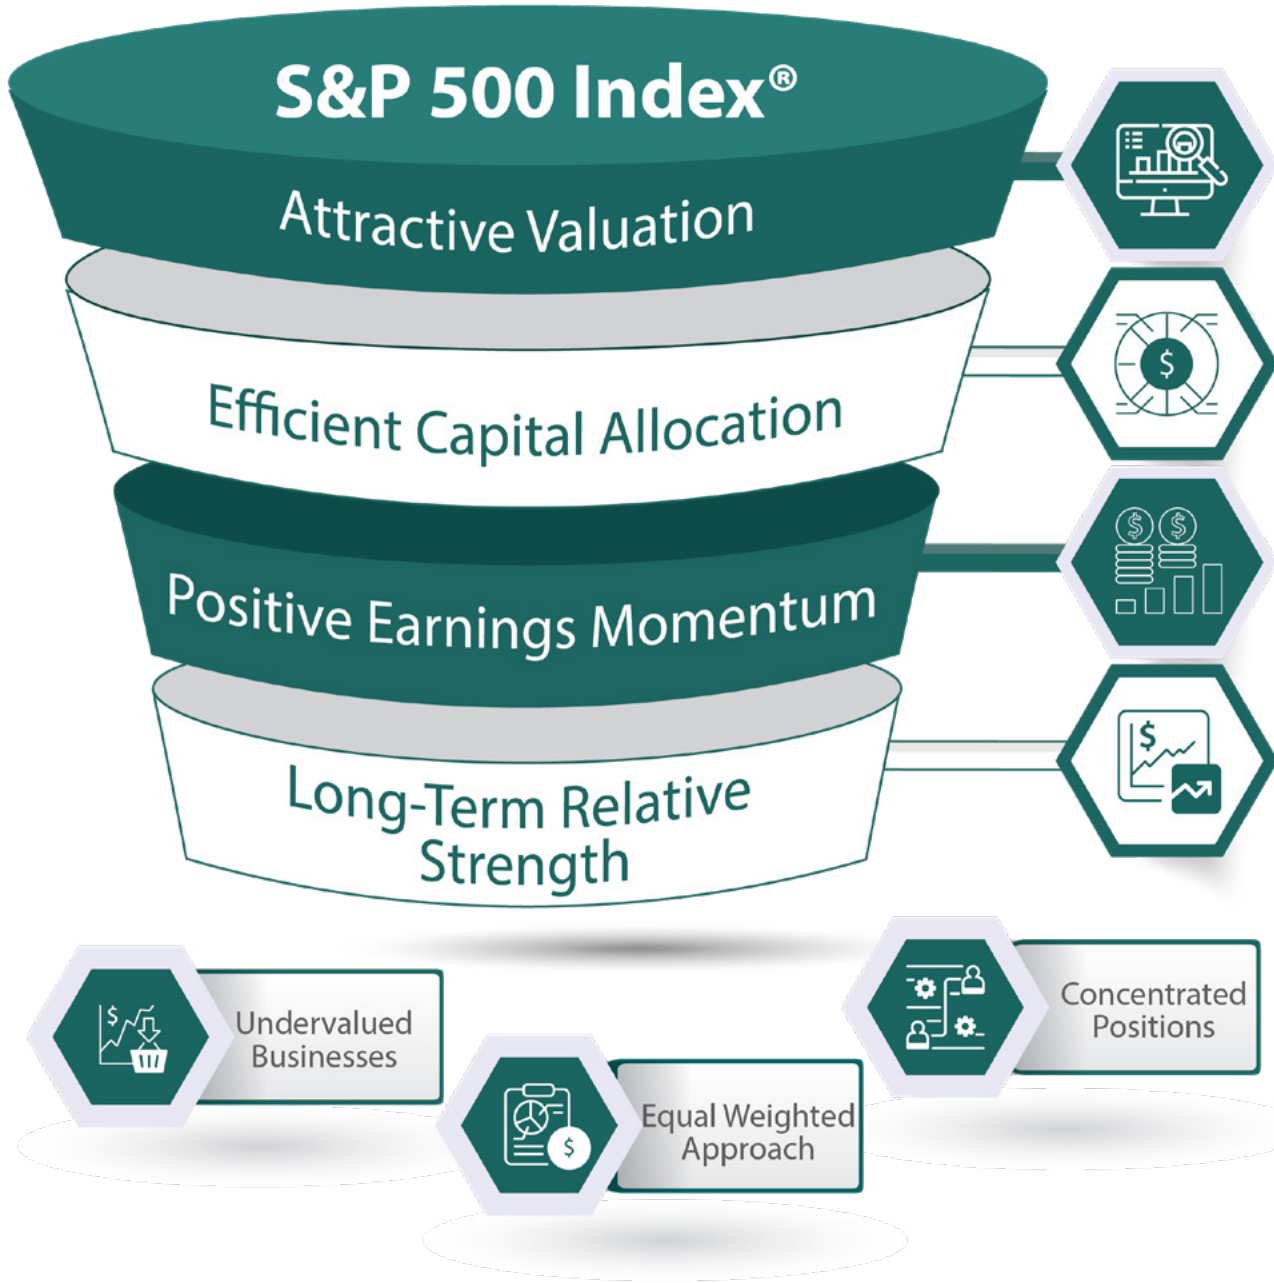 S&P 500 Index®
Attractive Valuation
Efficient Capital Allocation
$
Positive Earnings Momentum
$ $
Long-Term Relative
Strength
$
$
Undervalued
Businesses
Concentrated
Positions
$
Equal Weighted
Approach